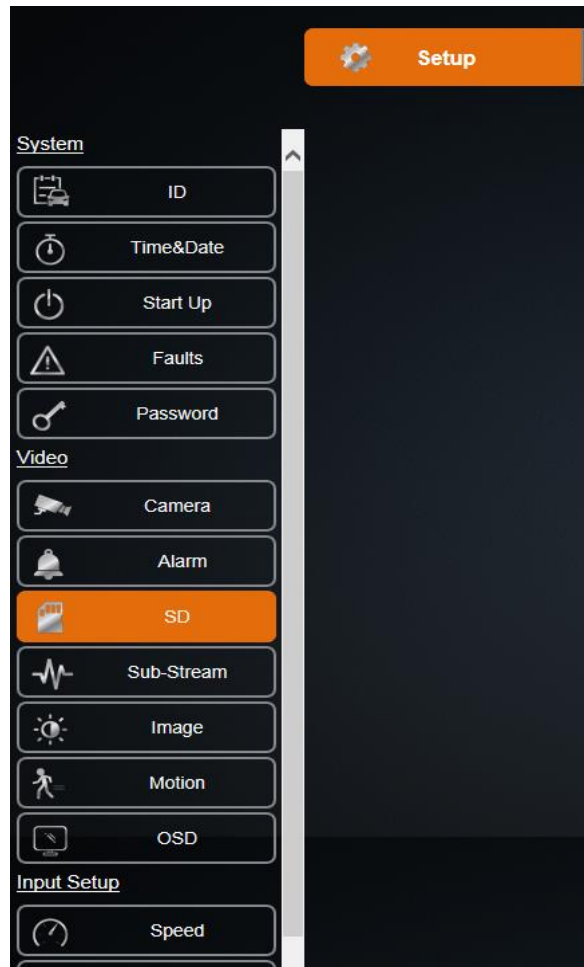 Setup
System
ID
Time&Date
Start Up
Faults
Password
Video
Camera
Alarm
SD
Sub-Stream
Image
Motion
OSD
Input Setup
Speed